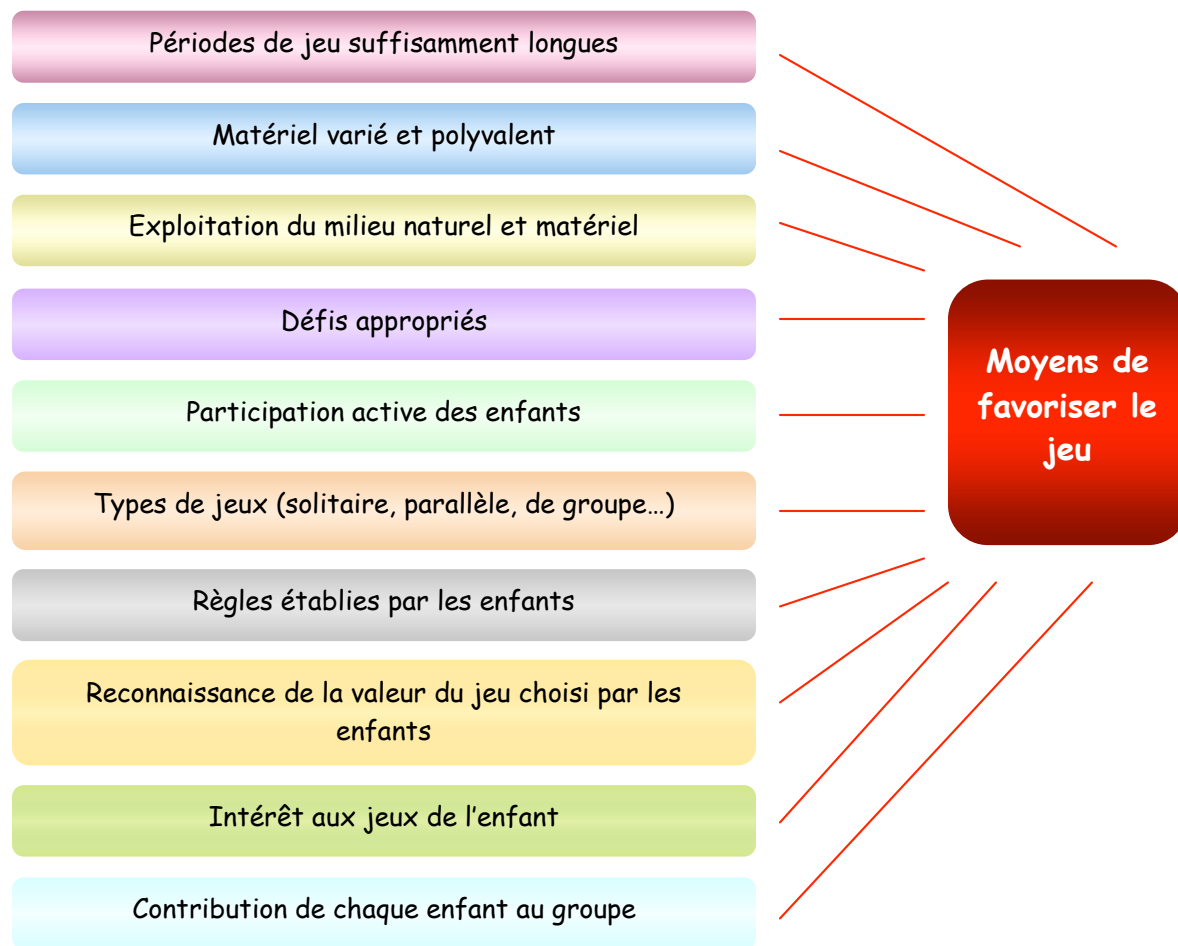 Périodes de jeu suffisamment longues
Matériel varié et polyvalent
Exploitation du milieu naturel et matériel
Défis appropriés
Participation active des enfants
Types de jeux (solitaire, parallèle, de groupe…)
Règles établies par les enfants
Reconnaissance de la valeur du jeu choisi par les
enfants
Intérêt aux jeux de l'enfant
Contribution de chaque enfant au groupe
Moyens de
favoriser le
jeu